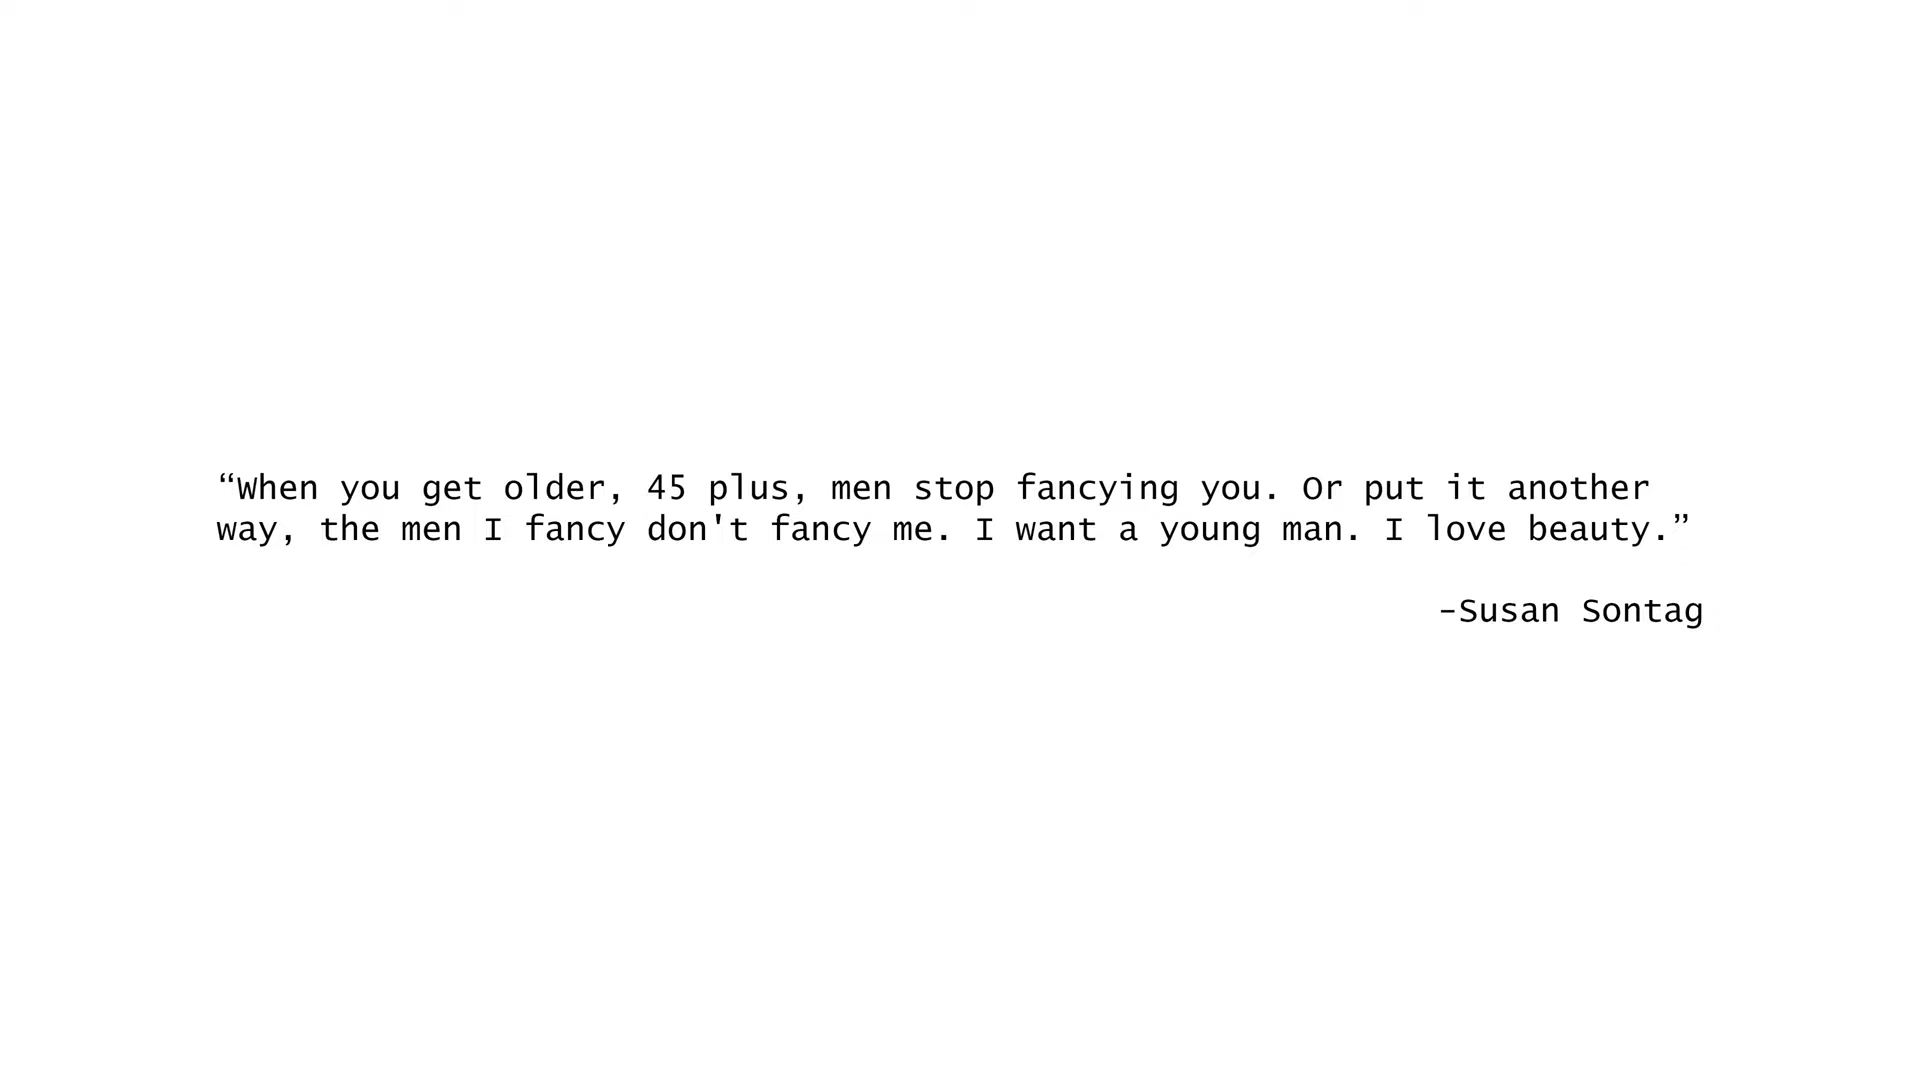 “When you get older, 45 plus, men stop fancying you. Or put it another
way, the men I fancy don't fancy me. I want a young man. I love beauty.”
–Susan Sontag